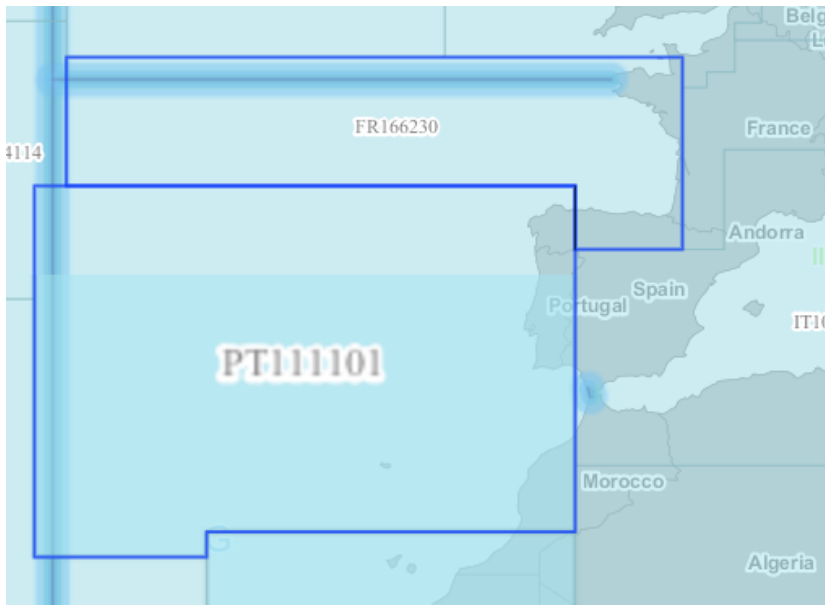 Belg
L
France
FR166230
4114
Andorra
Spain
Portugal
IT10
PT111101
Morocco
G
Algeria